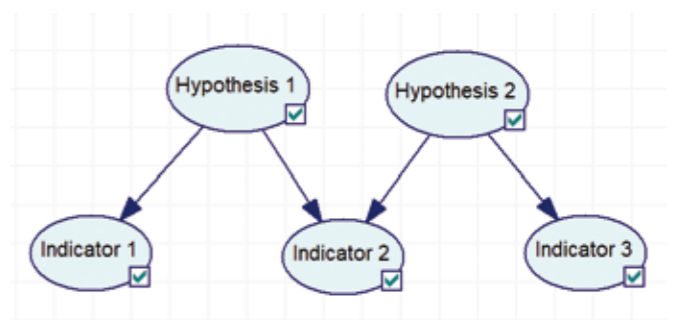 Hypothesis 1
Hypothesis 2
Indicator 1
Indicator 2
Indicator 3